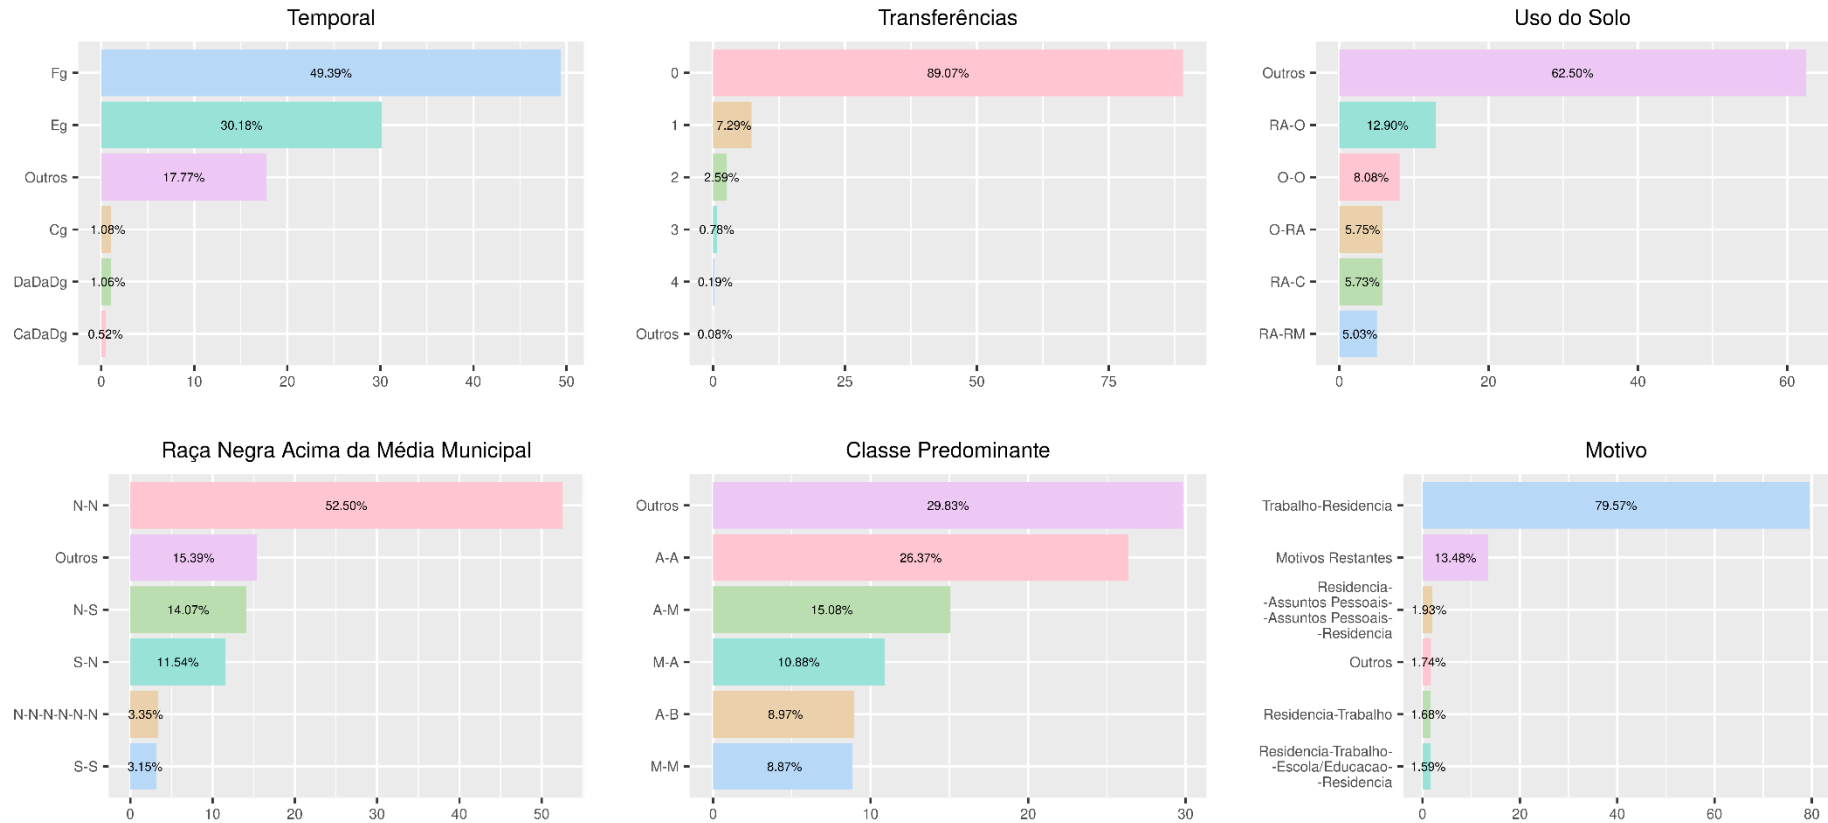 Temporal
Fg
49.39%
Eg
30.18%
Outros
17.77%
Cg
1.08%
DaDaDg
1.06%
CaDaDg
0.52%
0 10 20 30 40 50
Transferências
0
89.07%
1
7.29%
2
2.59%
3
0.78%
4
0.19%
Outros
0.08%
0 25 50 75
Uso do Solo
Outros
62.50%
RA-O
12.90%
O-O
8.08%
O-RA
5.75%
RA-C
5.73%
RA-RM
5.03%
0 20 40 60
Raça Negra Acima da Média Municipal
N-N
52.50%
Outros
15.39%
N-S
14.07%
S-N
11.54%
N-N-N-N-N-N
3.35%
S-S
3.15%
0 10 20 30 40 50
Classe Predominante
Outros
29.83%
A-A
26.37%
A-M
15.08%
M-A
10.88%
A-B
8.97%
M-M
8.87%
0 10 20 30
Motivo
Trabalho-Residencia
79.57%
Motivos Restantes
13.48%
Residencia-
-Assuntos Pessoais-
-Assuntos Pessoais-
-Residencia
1.93%
Outros
1.74%
Residencia-Trabalho
1.68%
Residencia-Trabalho-
-Escola/Educacao-
-Residencia
1.59%
0 20 40 60 80